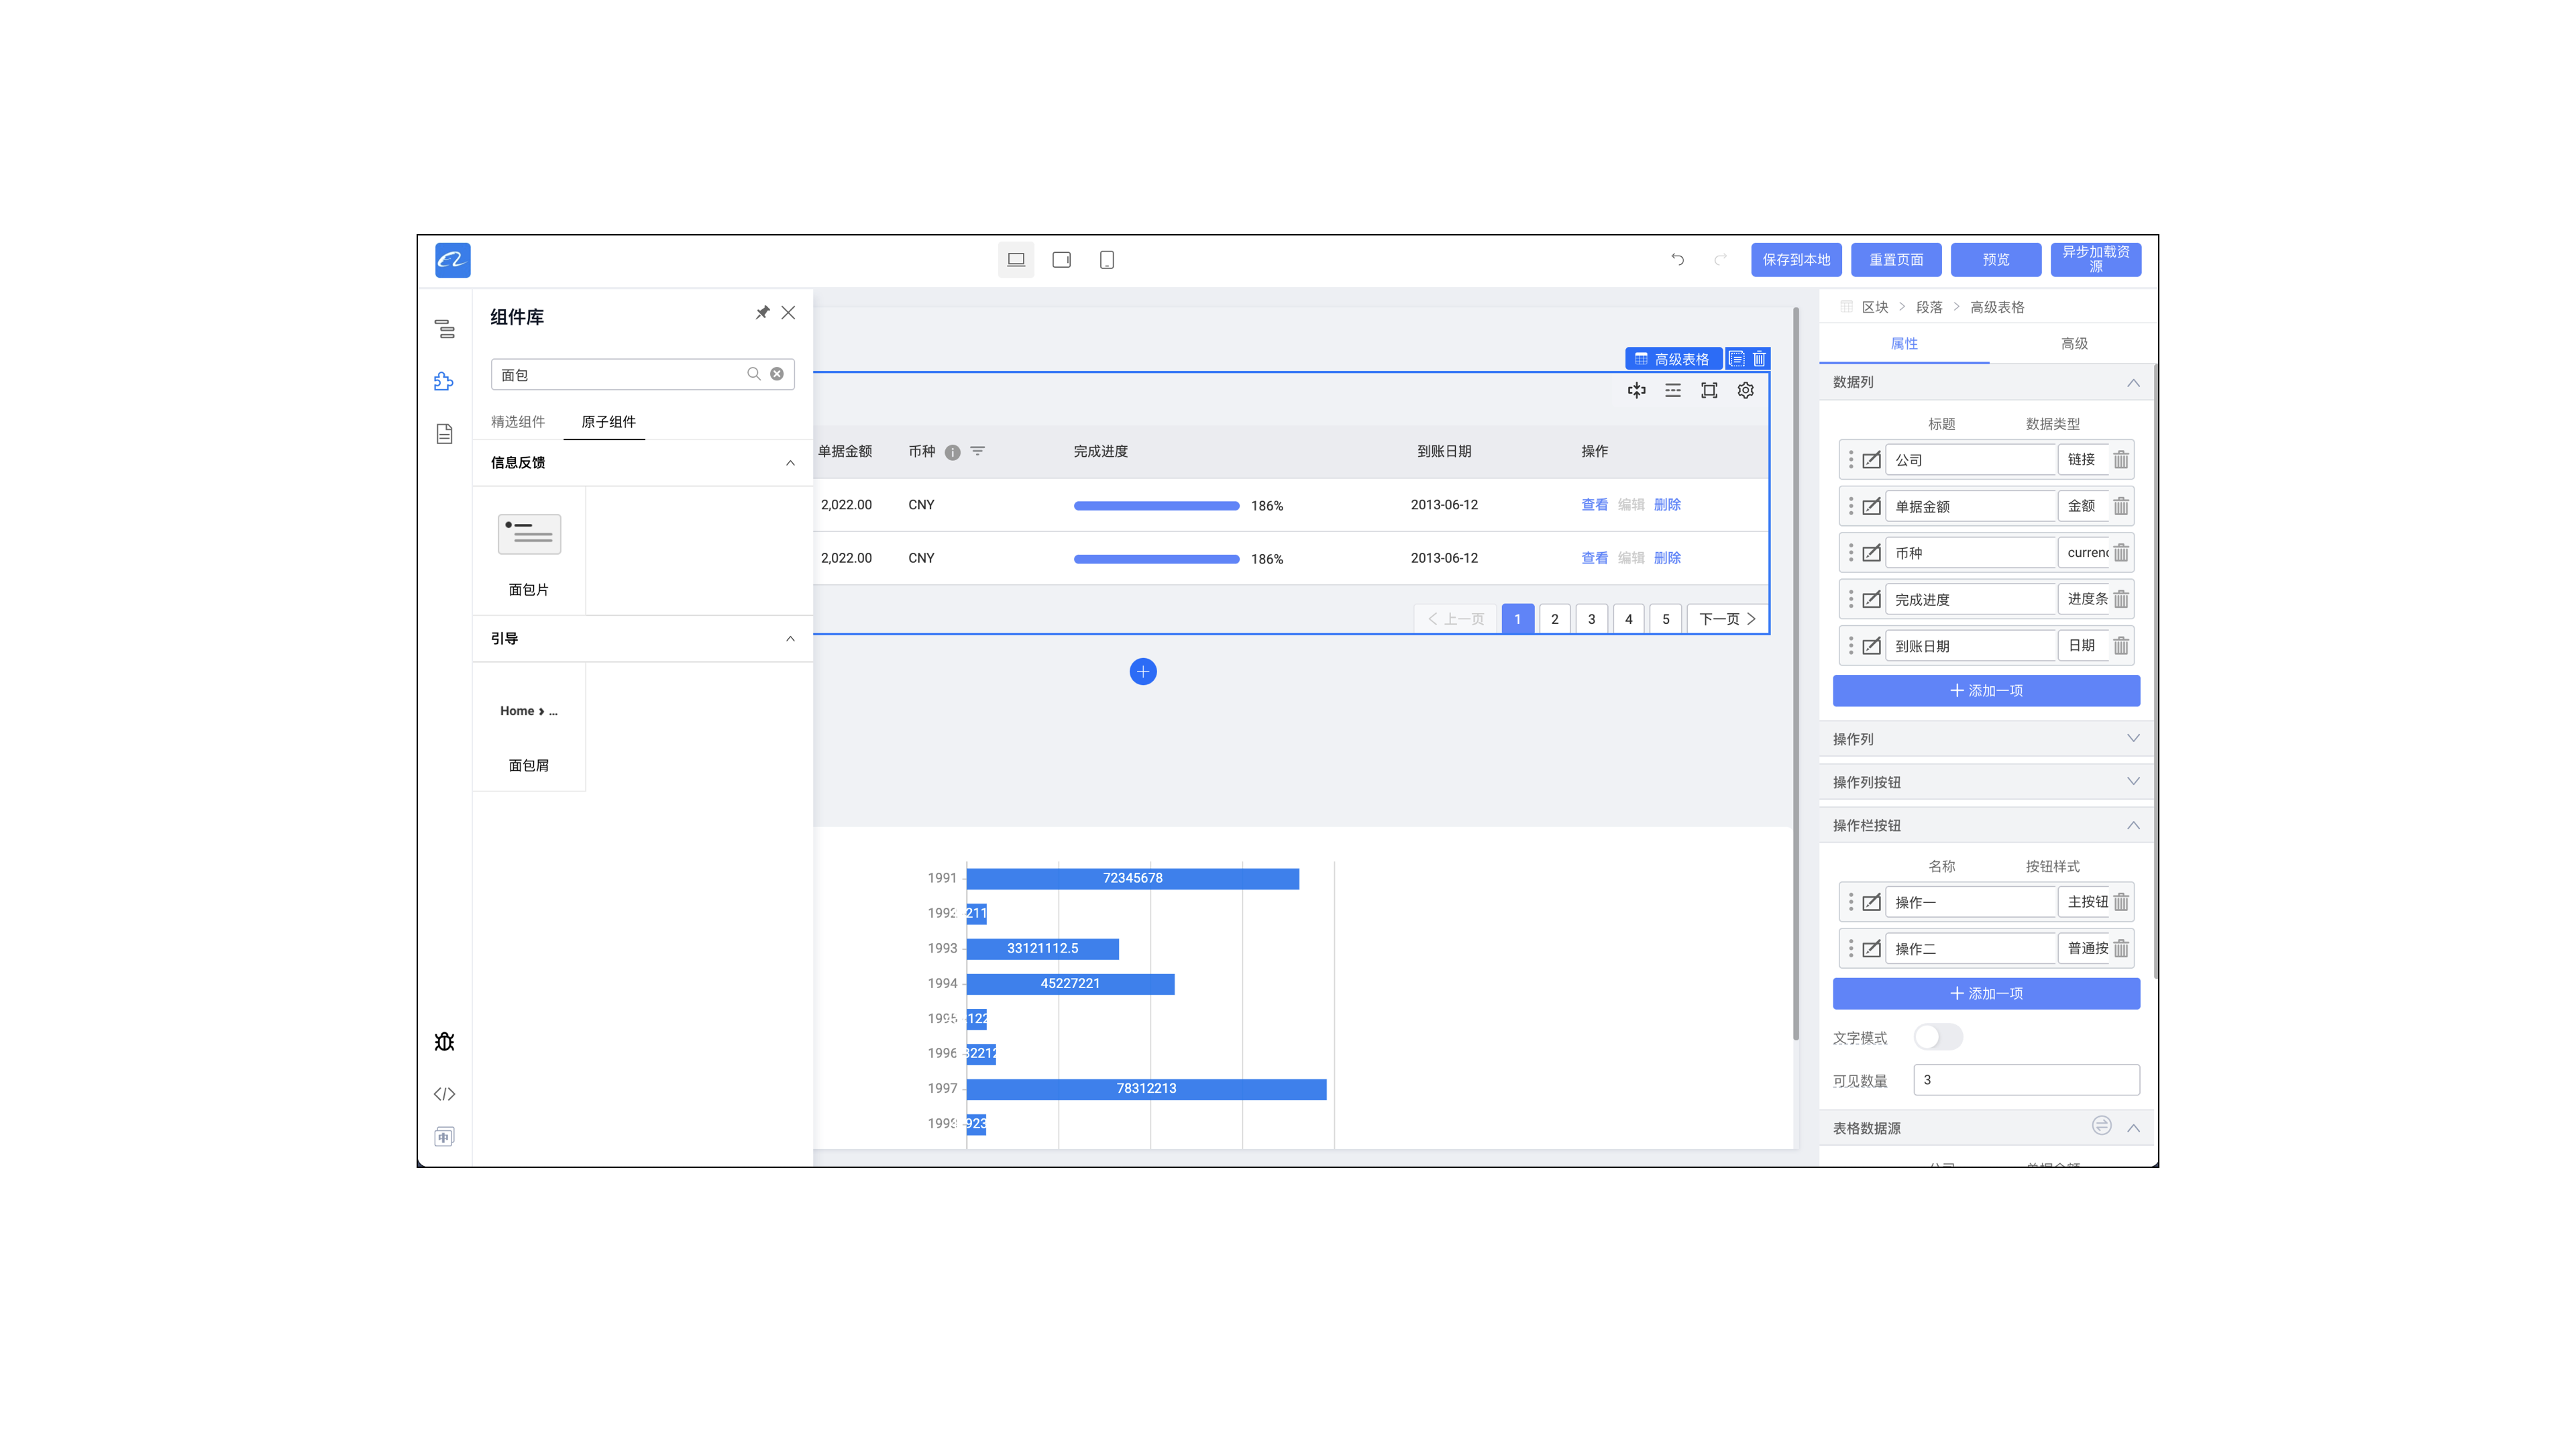 保存到本地
重置页面
预览
异步加载资源
组件库
面包
精选组件
原子组件
信息反馈
面包片
引导
Home › ...
面包屑
高级表格
单据金额 币种 完成进度 到账日期 操作
2,022.00 CNY 186% 2013-06-12 查看 编辑 删除
2,022.00 CNY 186% 2013-06-12 查看 编辑 删除
上一页 1 2 3 4 5 下一页
1991 72345678
211
1993 33121112.5
1994 45227221
122
1996 32212
1997 78312213
923
区块 > 段落 > 高级表格
属性 高级
数据列
标题 数据类型
公司 链接
单据金额 金额
币种 curren
完成进度 进度条
到账日期 日期
添加一项
操作列
操作列按钮
操作栏按钮
名称 按钮样式
操作一 主按钮
操作二 普通按
添加一项
文字模式
可见数量 3
表格数据源